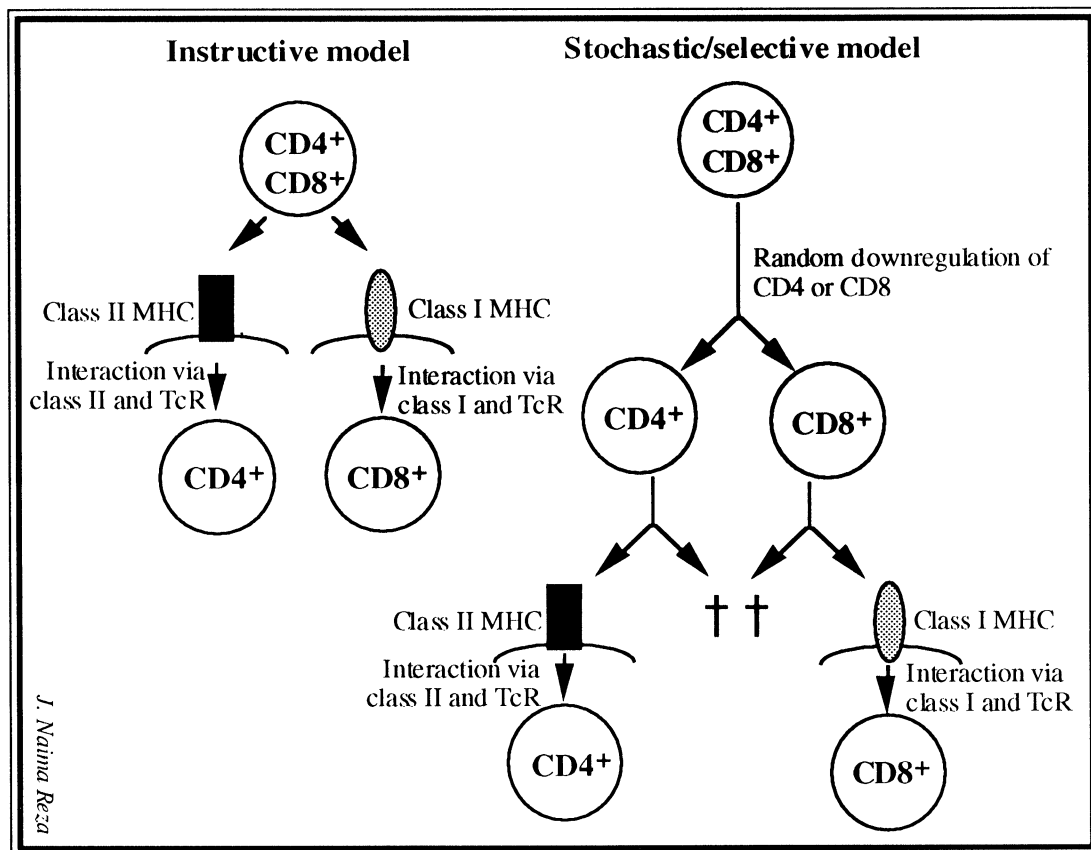 Instructive model
CD4+
CD8+
Class II MHC
Class I MHC
Interaction via
class II and TcR
Interaction via
class I and TcR
CD4+
CD8+
Stochastic/selective model
CD4+
CD8+
Random downregulation of
CD4 or CD8
CD4+
CD8+
† †
Class II MHC
Class I MHC
Interaction via
class II and TcR
Interaction via
class I and TcR
CD4+
CD8+
J. Naima Reza